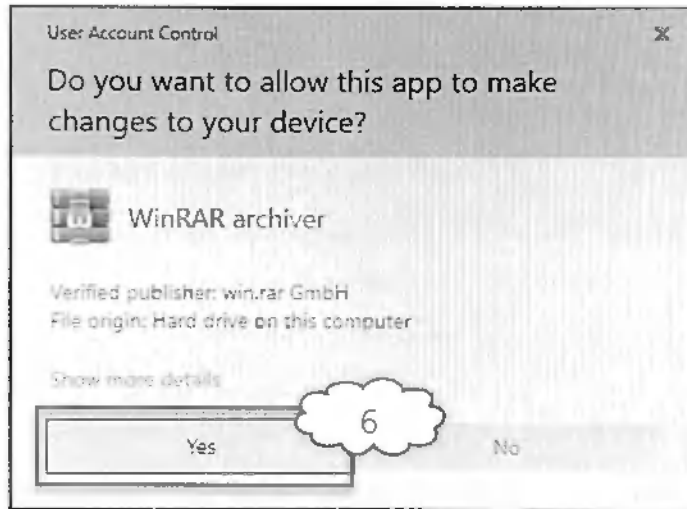 User Account Control
Do you want to allow this app to make
changes to your device?
WinRAR archiver
Verified publisher: win.rar GmbH
File origin: Hard drive on this computer
Show more details
6
Yes
No